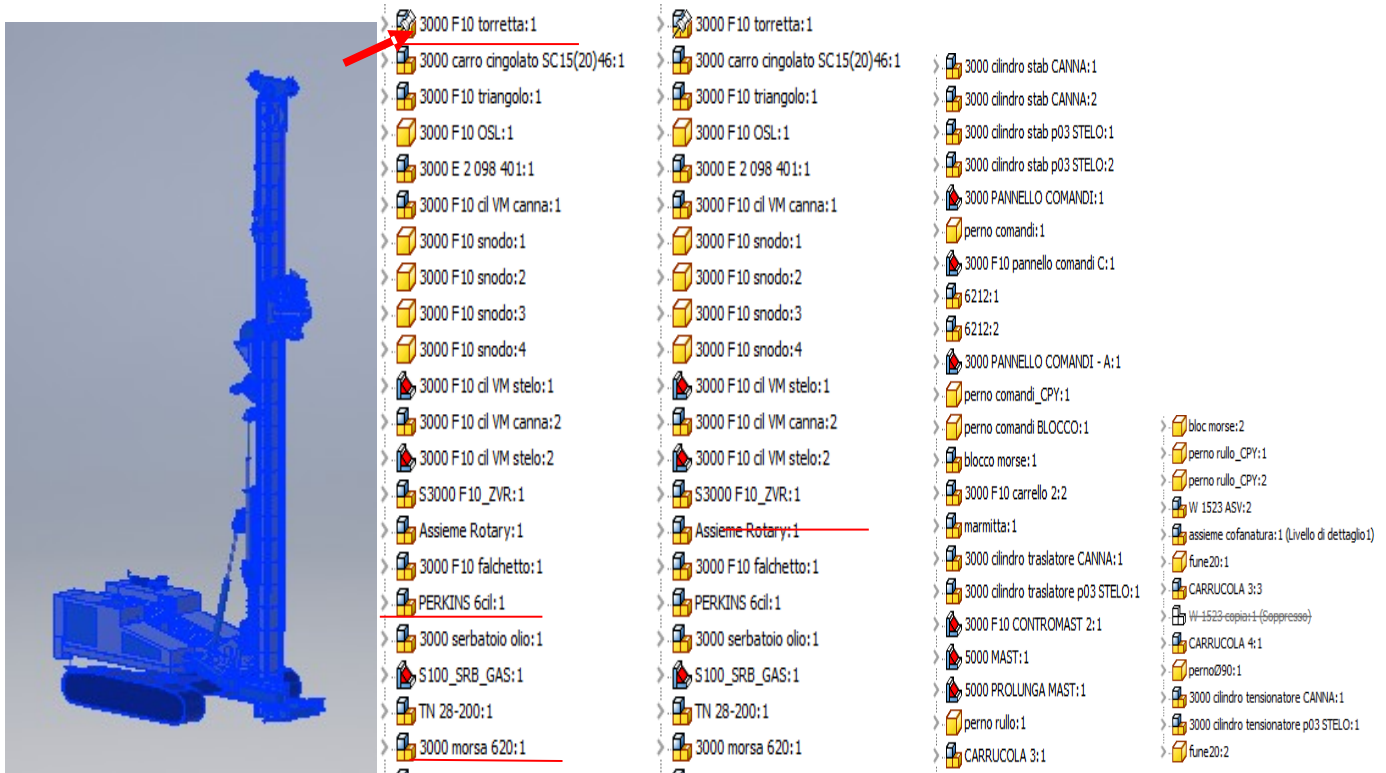 3000 F10 torretta:1
3000 carro cingolato SC15(20)46:1
3000 F10 triangolo:1
3000 F10 OSL:1
3000 E 2 098 401:1
3000 F10 cil VM canna:1
3000 F10 snodo:1
3000 F10 snodo:2
3000 F10 snodo:3
3000 F10 snodo:4
3000 F10 cil VM stelo:1
3000 F10 cil VM canna:2
3000 F10 cil VM stelo:2
S3000 F10_ZVR:1
Assieme Rotary:1
3000 F10 falchetto:1
PERKINS 6cil:1
3000 serbatoio olio:1
S100_SRB_GAS:1
TN 28-200:1
3000 morsa 620:1
3000 F10 torretta:1
3000 carro cingolato SC15(20)46:1
3000 F10 triangolo:1
3000 F10 OSL:1
3000 E 2 098 401:1
3000 F10 cil VM canna:1
3000 F10 snodo:1
3000 F10 snodo:2
3000 F10 snodo:3
3000 F10 snodo:4
3000 F10 cil VM stelo:1
3000 F10 cil VM canna:2
3000 F10 cil VM stelo:2
S3000 F10_ZVR:1
Assieme Rotary:1
3000 F10 falchetto:1
PERKINS 6cil:1
3000 serbatoio olio:1
S100_SRB_GAS:1
TN 28-200:1
3000 morsa 620:1
3000 cilindro stab CANNA:1
3000 cilindro stab CANNA:2
3000 cilindro stab p03 STELO:1
3000 cilindro stab p03 STELO:2
3000 PANNELLO COMANDI:1
perno comandi:1
3000 F10 pannello comandi C:1
6212:1
6212:2
3000 PANNELLO COMANDI - A:1
perno comandi_CPY:1
perno comandi BLOCCO:1
blocco morse:1
3000 F10 carrello 2:2
marmitta:1
3000 cilindro traslatore CANNA:1
3000 cilindro traslatore p03 STELO:1
3000 F10 CONTROMAST 2:1
5000 MAST:1
5000 PROLUNGA MAST:1
perno rullo:1
CARRUCOLA 3:1
bloc morse:2
perno rullo_CPY:1
perno rullo_CPY:2
W 1523 ASV:2
assieme cofanatura:1 (Livello di dettaglio1)
fune20:1
CARRUCOLA 3:3
W 1523 copia:1 (Soppresso)
CARRUCOLA 4:1
pernoØ90:1
3000 cilindro tensionatore CANNA:1
3000 cilindro tensionatore p03 STELO:1
fune20:2